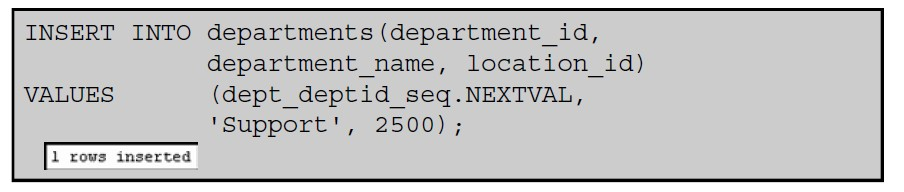 INSERT INTO departments(department_id,
department_name, location_id)
VALUES (dept_deptid_seq.NEXTVAL,
'Support', 2500);
1 rows inserted